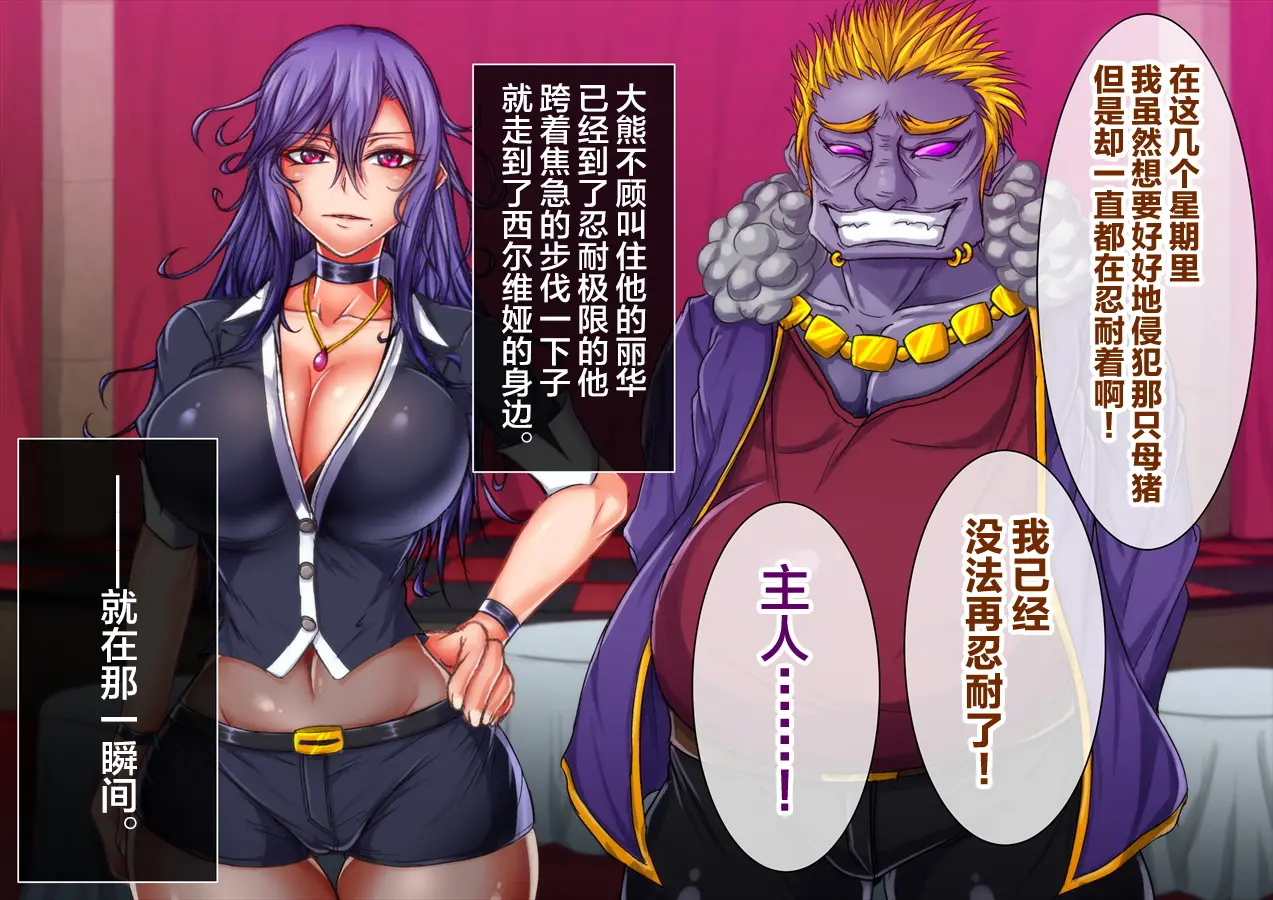 在这几个星期里
我虽然想要好好地侵犯那只母猪
但是却一直都在忍耐着啊！
我已经
没法再忍耐了！
主人……！
大熊不顾叫住他的丽华
已经到了忍耐极限的他
跨着焦急的步伐一下子
就走到了西尔维娅的身边。
———就在那一瞬间。